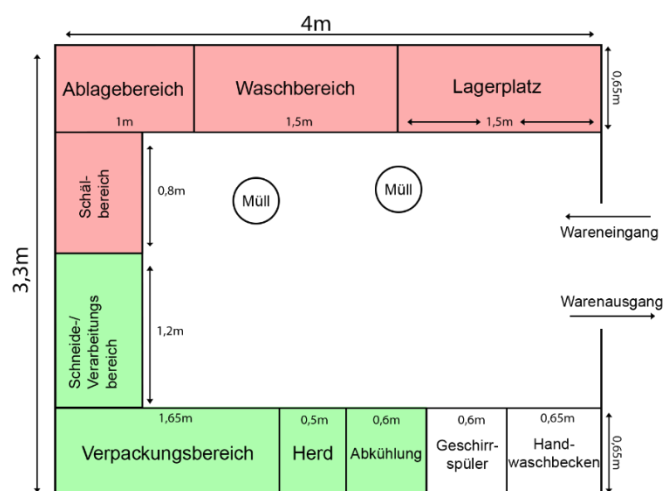 4m
Ablagebereich
1m
Waschbereich
1,5m
Lagerplatz
1,5m
0,65m
3,3m
Schäl-
bereich
0,8m
Müll
Müll
Wareneingang
Schneide-/
Verarbeitungs
bereich
1,2m
Warenausgang
1,65m
Verpackungsbereich
0,5m
Herd
0,6m
Abkühlung
0,6m
Geschirr-
spüler
0,65m
Hand-
waschbecken
0,65m